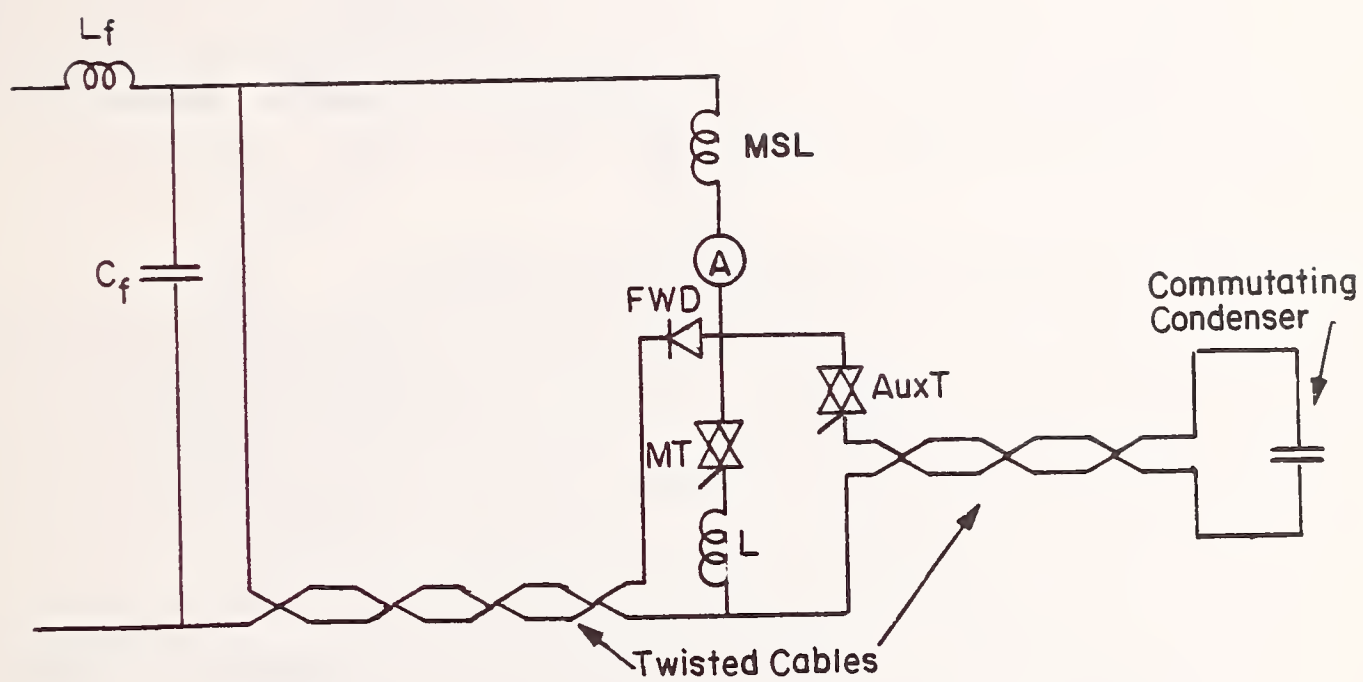 Lf
MSL
A
Cf
FWD
Commutating
Condenser
AuxT
MT
L
Twisted Cables